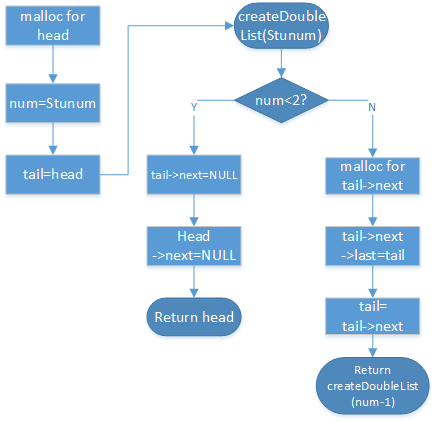 malloc for
head
num=Stunum
tail=head
createDouble
List(Stunum)
num<2?
Y
N
tail->next=NULL
Head
->next=NULL
Return head
malloc for
tail->next
tail->next
->last=tail
tail=
tail->next
Return
createDoubleList
(num-1)